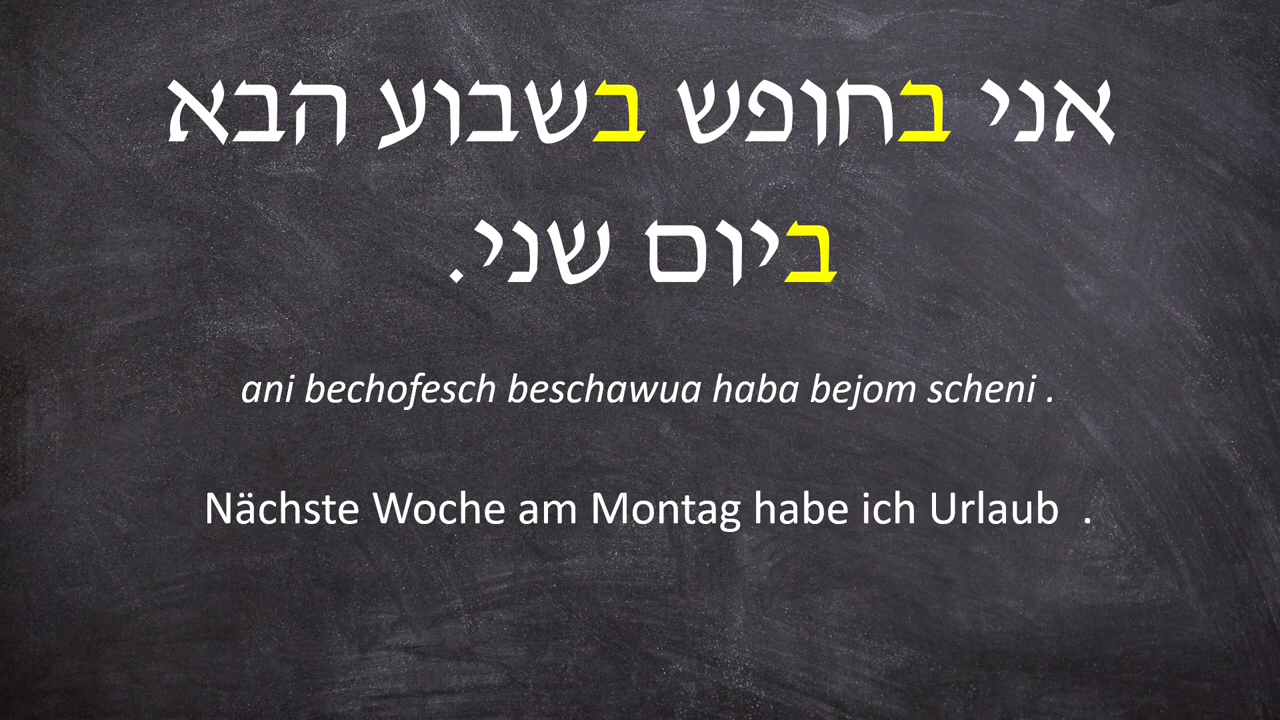 אני בחופש בשבוע הבא
ביום שני.
ani bechofesch beschawua haba bejom scheni .
Nächste Woche am Montag habe ich Urlaub .